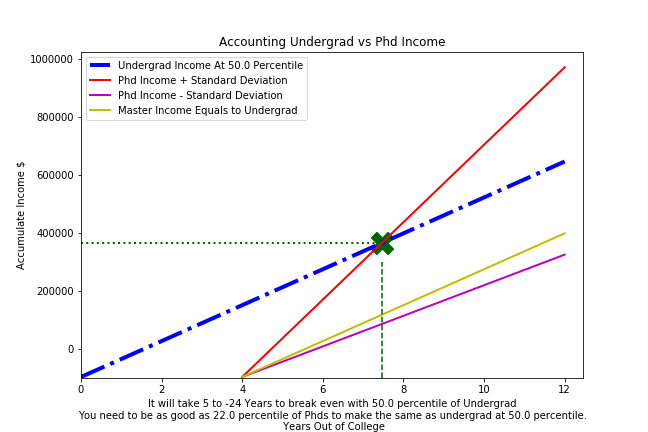 Accounting Undergrad vs Phd Income
1000000
800000
600000
400000
200000
0
Accumulate Income $
Undergrad Income At 50.0 Percentile
Phd Income + Standard Deviation
Phd Income - Standard Deviation
Master Income Equals to Undergrad
0 2 4 6 8 10 12
It will take 5 to -24 Years to break even with 50.0 percentile of Undergrad
You need to be as good as 22.0 percentile of Phds to make the same as undergrad at 50.0 percentile.
Years Out of College